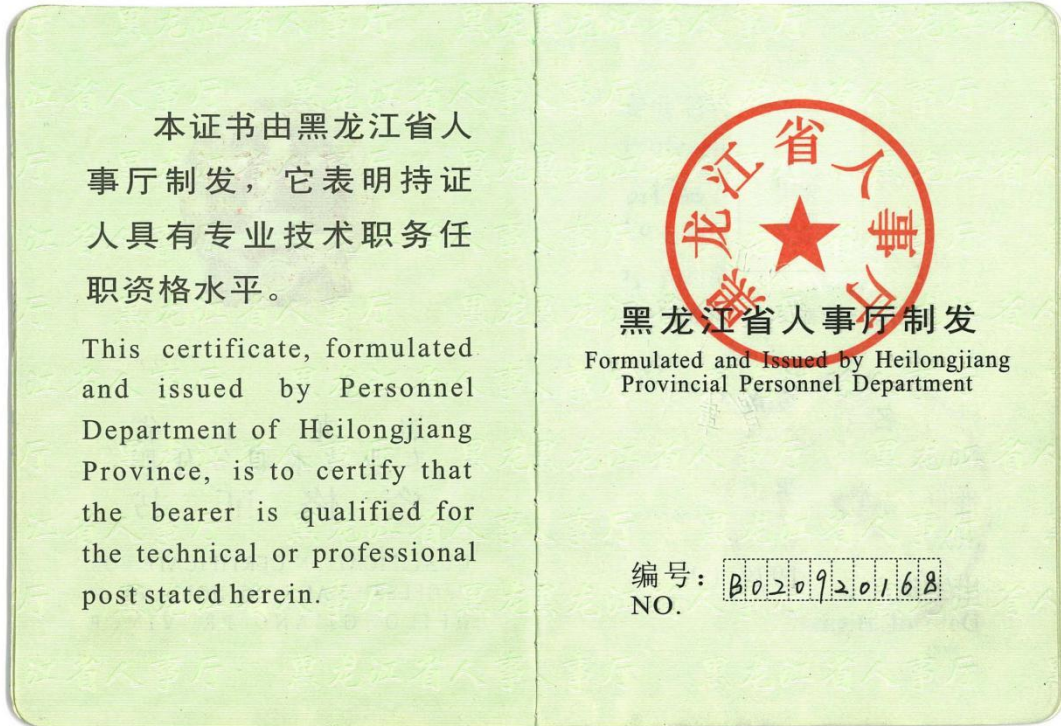 本证书由黑龙江省人
事厅制发，它表明持证
人具有专业技术职务任
职资格水平。
This certificate, formulated
and issued by Personnel
Department of Heilongjiang
Province, is to certify that
the bearer is qualified for
the technical or professional
post stated herein.
黑龙江省人事厅
黑龙江省人事厅制发
Formulated and Issued by Heilongjiang
Provincial Personnel Department
编号：B020920168
NO.